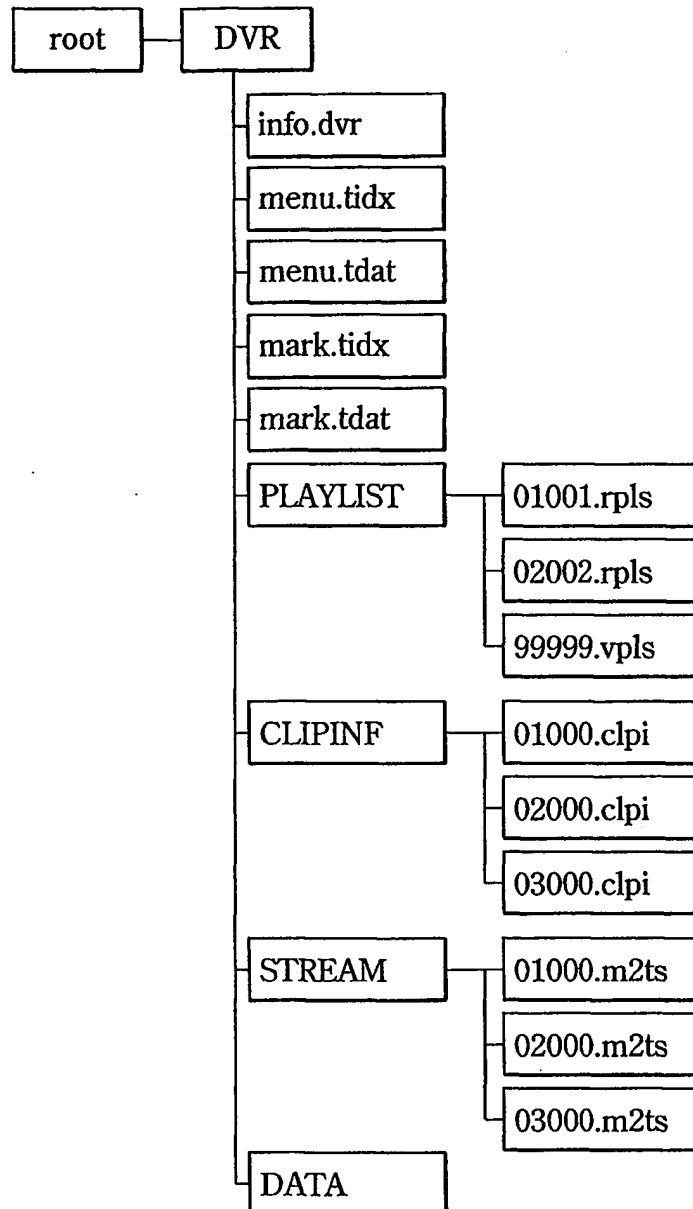 root
DVR
info.dvr
menu.tidx
menu.tdat
mark.tidx
mark.tdat
PLAYLIST
01001.rpls
02002.rpls
99999.vpls
CLIPINF
01000.clpi
02000.clpi
03000.clpi
STREAM
01000.m2ts
02000.m2ts
03000.m2ts
DATA